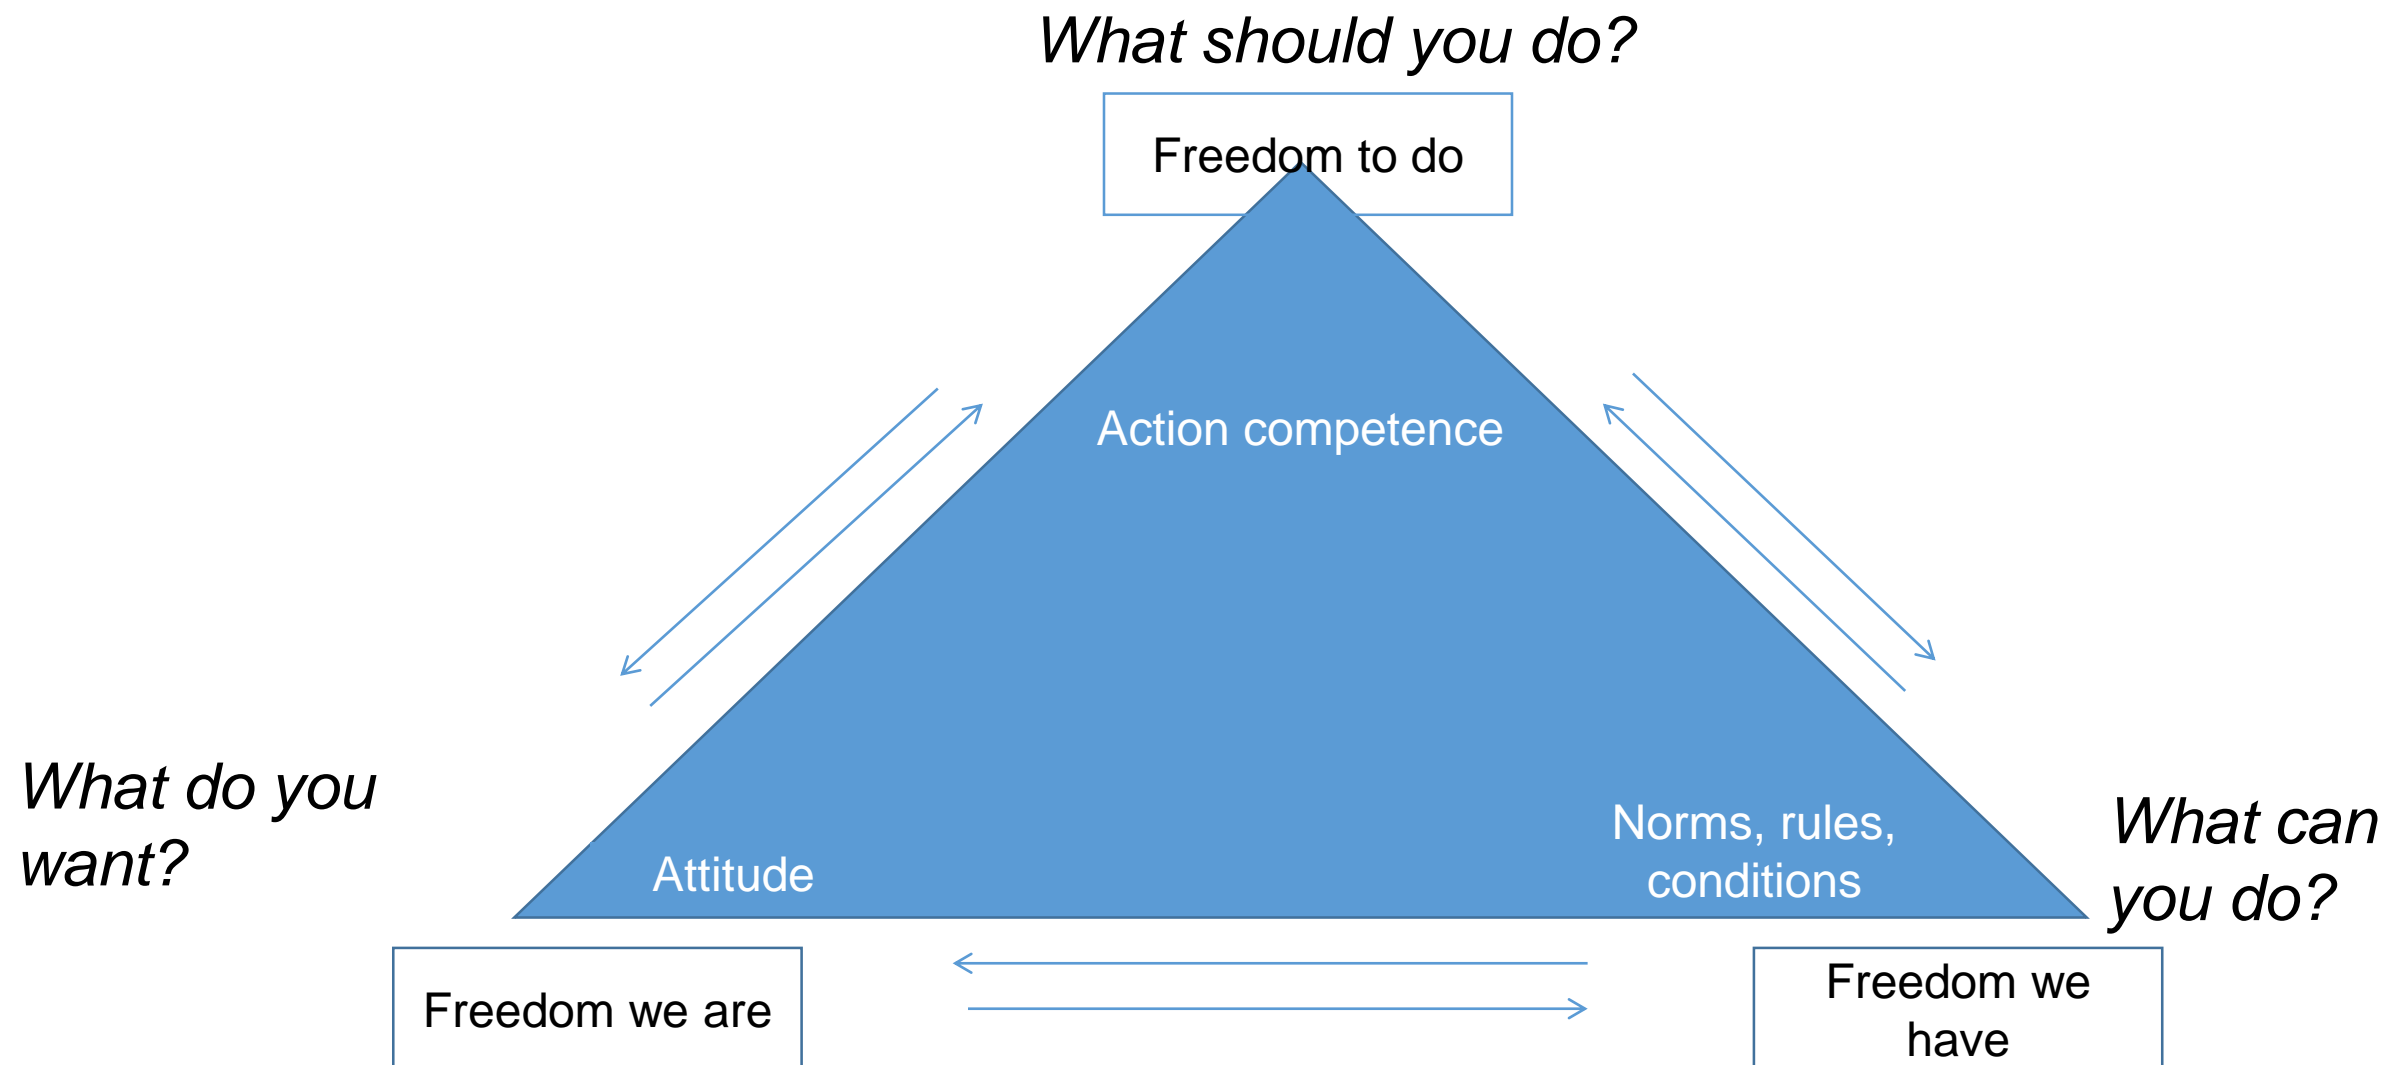 What should you do?
Freedom to do
Action competence
What do you
want?
Attitude
Norms, rules,
conditions
What can
you do?
Freedom we are
Freedom we
have